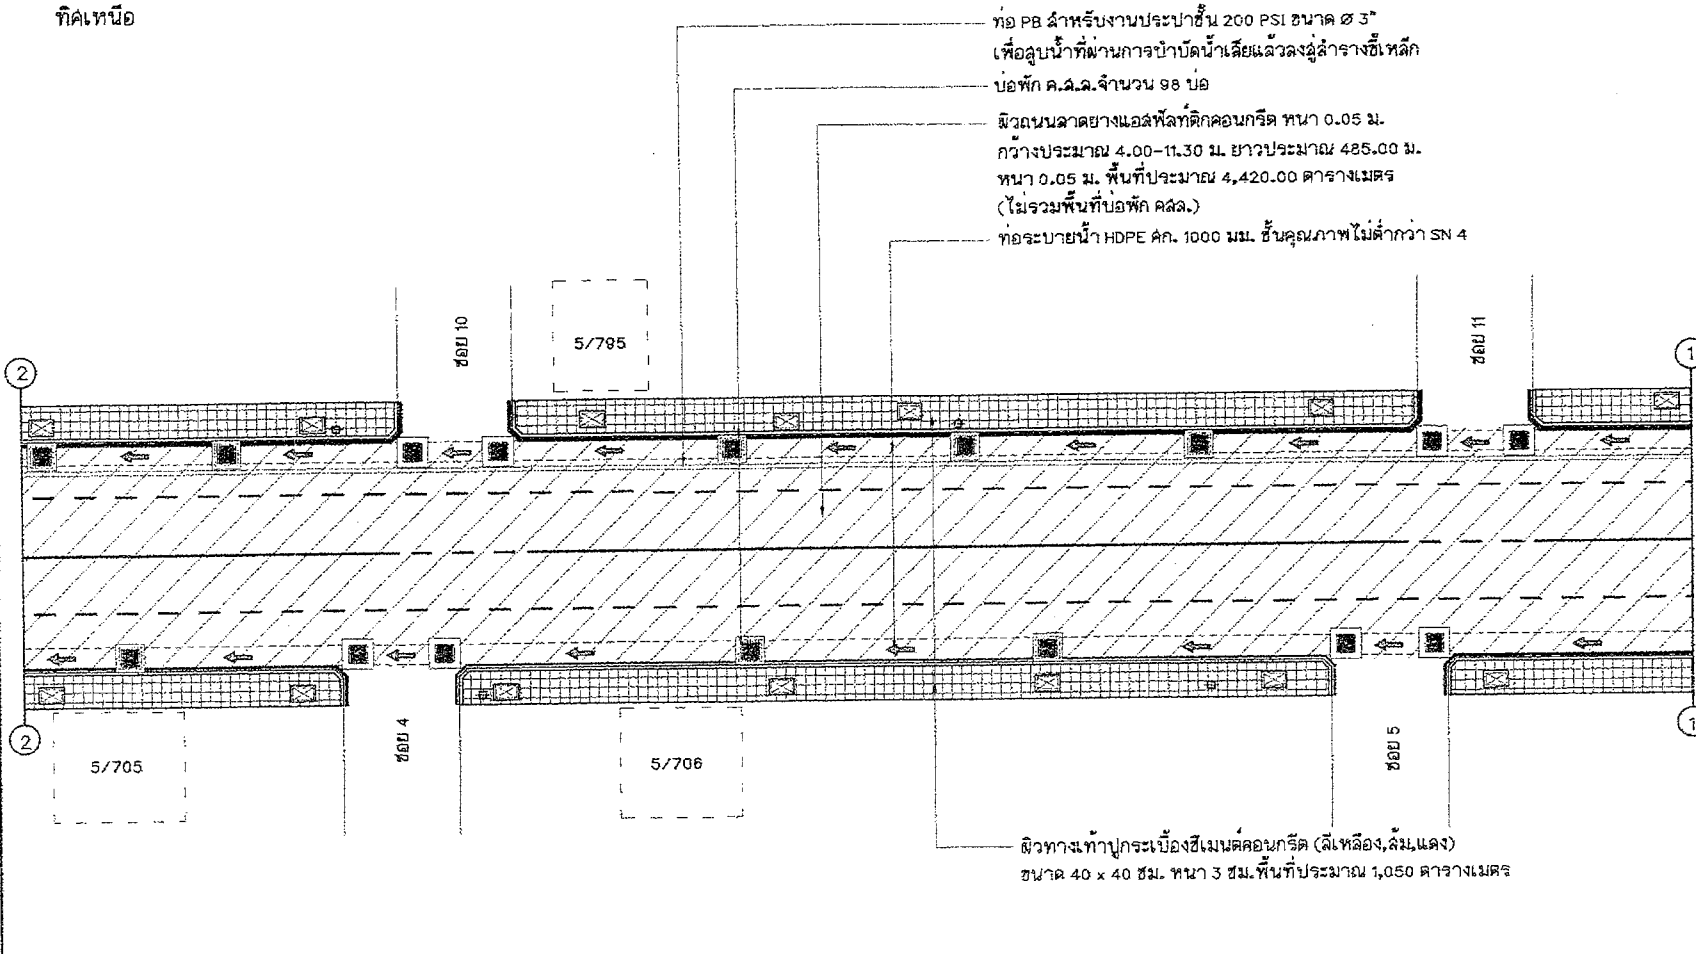 ทิศเหนือ
ท่อ PB สำหรับงานประปาชั้น 200 PSI ขนาด Ø 3"
เพื่อสูบน้ำที่ผ่านการบำบัดน้ำเสียแล้วลงสู่ลำรางขี้เหล็ก
บ่อพัก ค.ส.ล.จำนวน 98 บ่อ
ผิวถนนลาดยางแอสฟัลท์ติกคอนกรีต หนา 0.05 ม.
กว้างประมาณ 4.00-11.30 ม. ยาวประมาณ 485.00 ม.
หนา 0.05 ม. พื้นที่ประมาณ 4,420.00 ตารางเมตร
(ไม่รวมพื้นที่บ่อพัก คสล.)
ท่อระบายน้ำ HDPE ศก. 1000 มม. ชั้นคุณภาพไม่ต่ำกว่า SN 4
ซอย 10
5/795
ซอย 11
2
1
2
1
5/705
ซอย 4
5/706
ซอย 5
ผิวทางเท้าปูกระเบื้องซีเมนต์คอนกรีต (สีเหลือง,ส้ม,แดง)
ขนาด 40 x 40 ซม. หนา 3 ซม.พื้นที่ประมาณ 1,050 ตารางเมตร